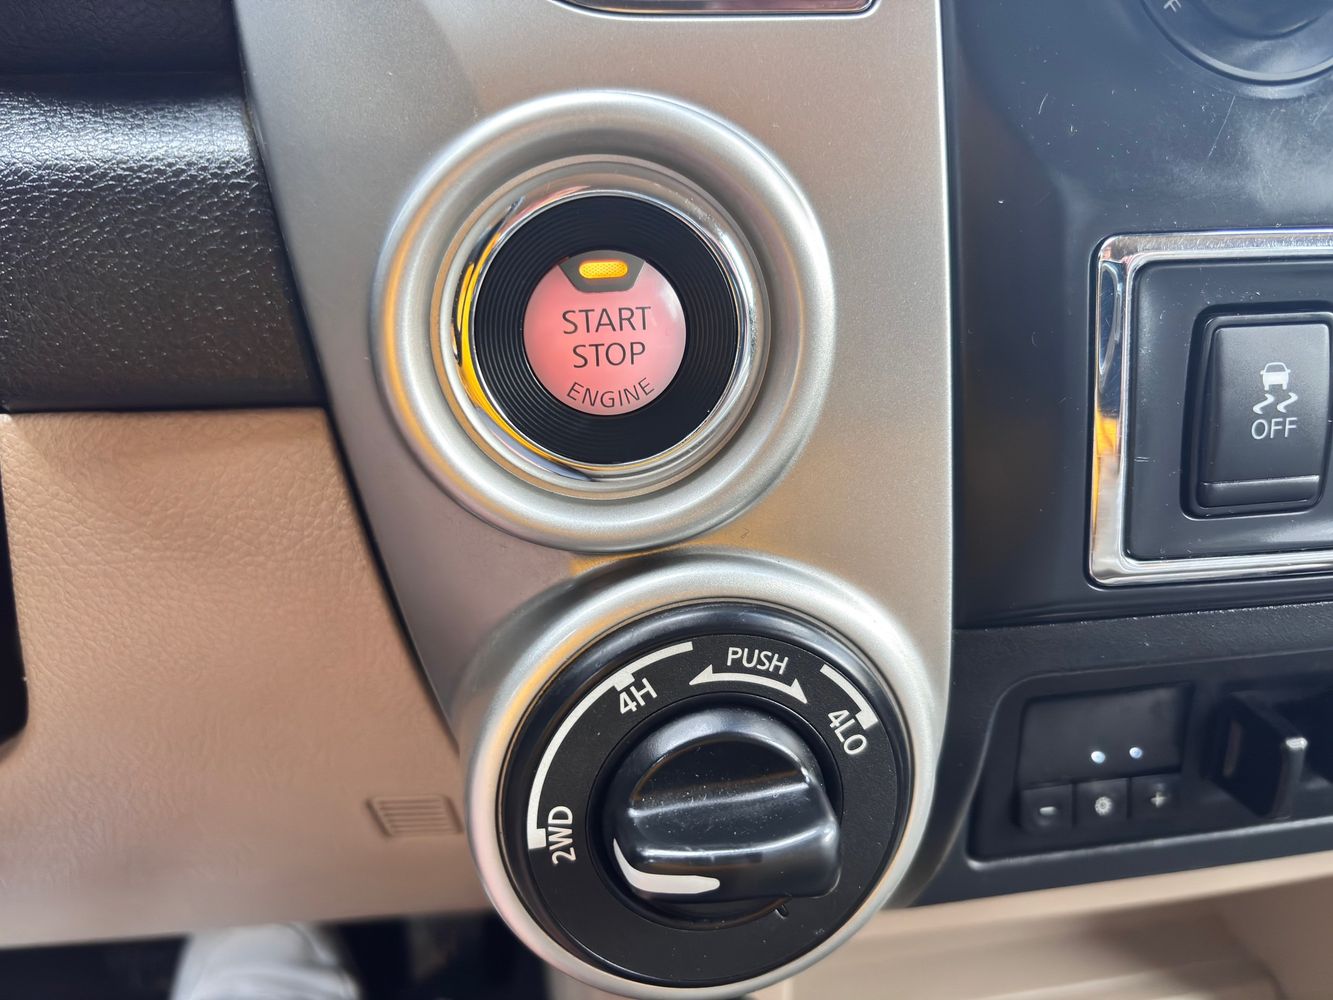 START
STOP
ENGINE
OFF
PUSH
4H
4LO
2WD
- +